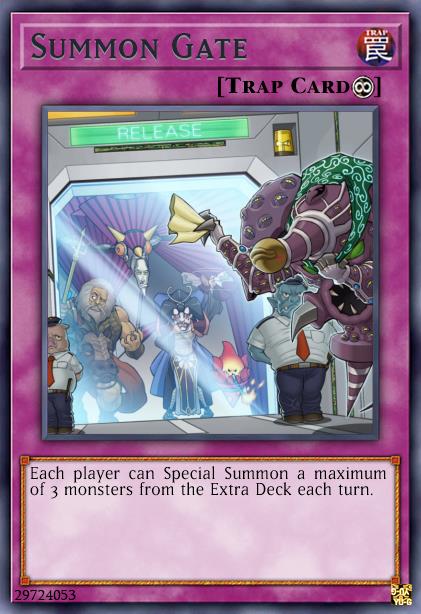 SUMMON GATE
TRAP
罠
[TRAP CARD♾]
RELEASE
Each player can Special Summon a maximum
of 3 monsters from the Extra Deck each turn.
29724053